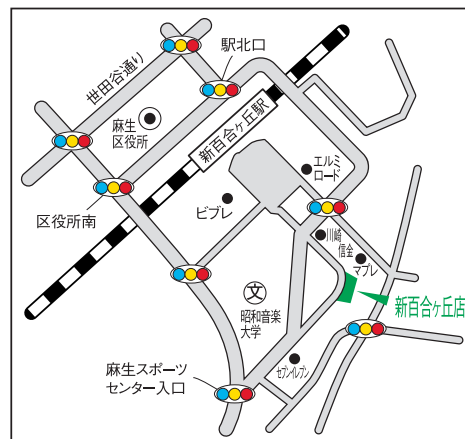 駅北口
世田谷通り
麻生
区役所
新百合ヶ丘駅
エルミ
ロード
区役所南
ビブレ
川崎
信金
マプレ
文
昭和音楽
大学
新百合ヶ丘店
セブンイレブン
麻生スポーツ
センター入口